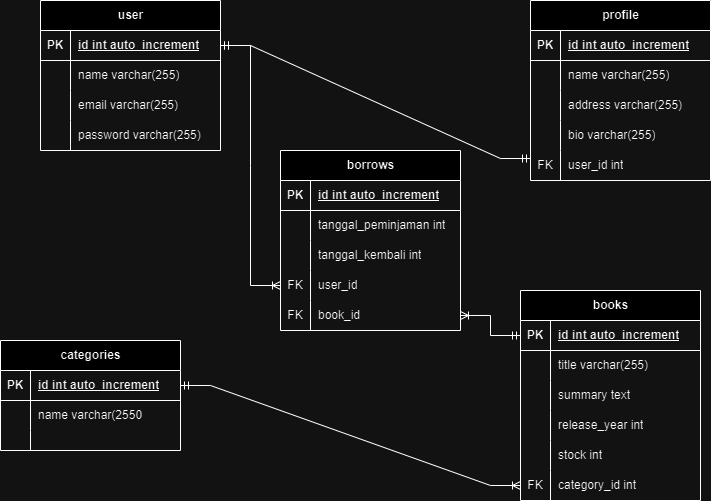 user
PK id int auto_increment
name varchar(255)
email varchar(255)
password varchar(255)
profile
PK id int auto_increment
name varchar(255)
address varchar(255)
bio varchar(255)
FK user_id int
borrows
PK id int auto_increment
tanggal_peminjaman int
tanggal_kembali int
FK user_id
FK book_id
books
PK id int auto_increment
title varchar(255)
summary text
release_year int
stock int
FK category_id int
categories
PK id int auto_increment
name varchar(2550